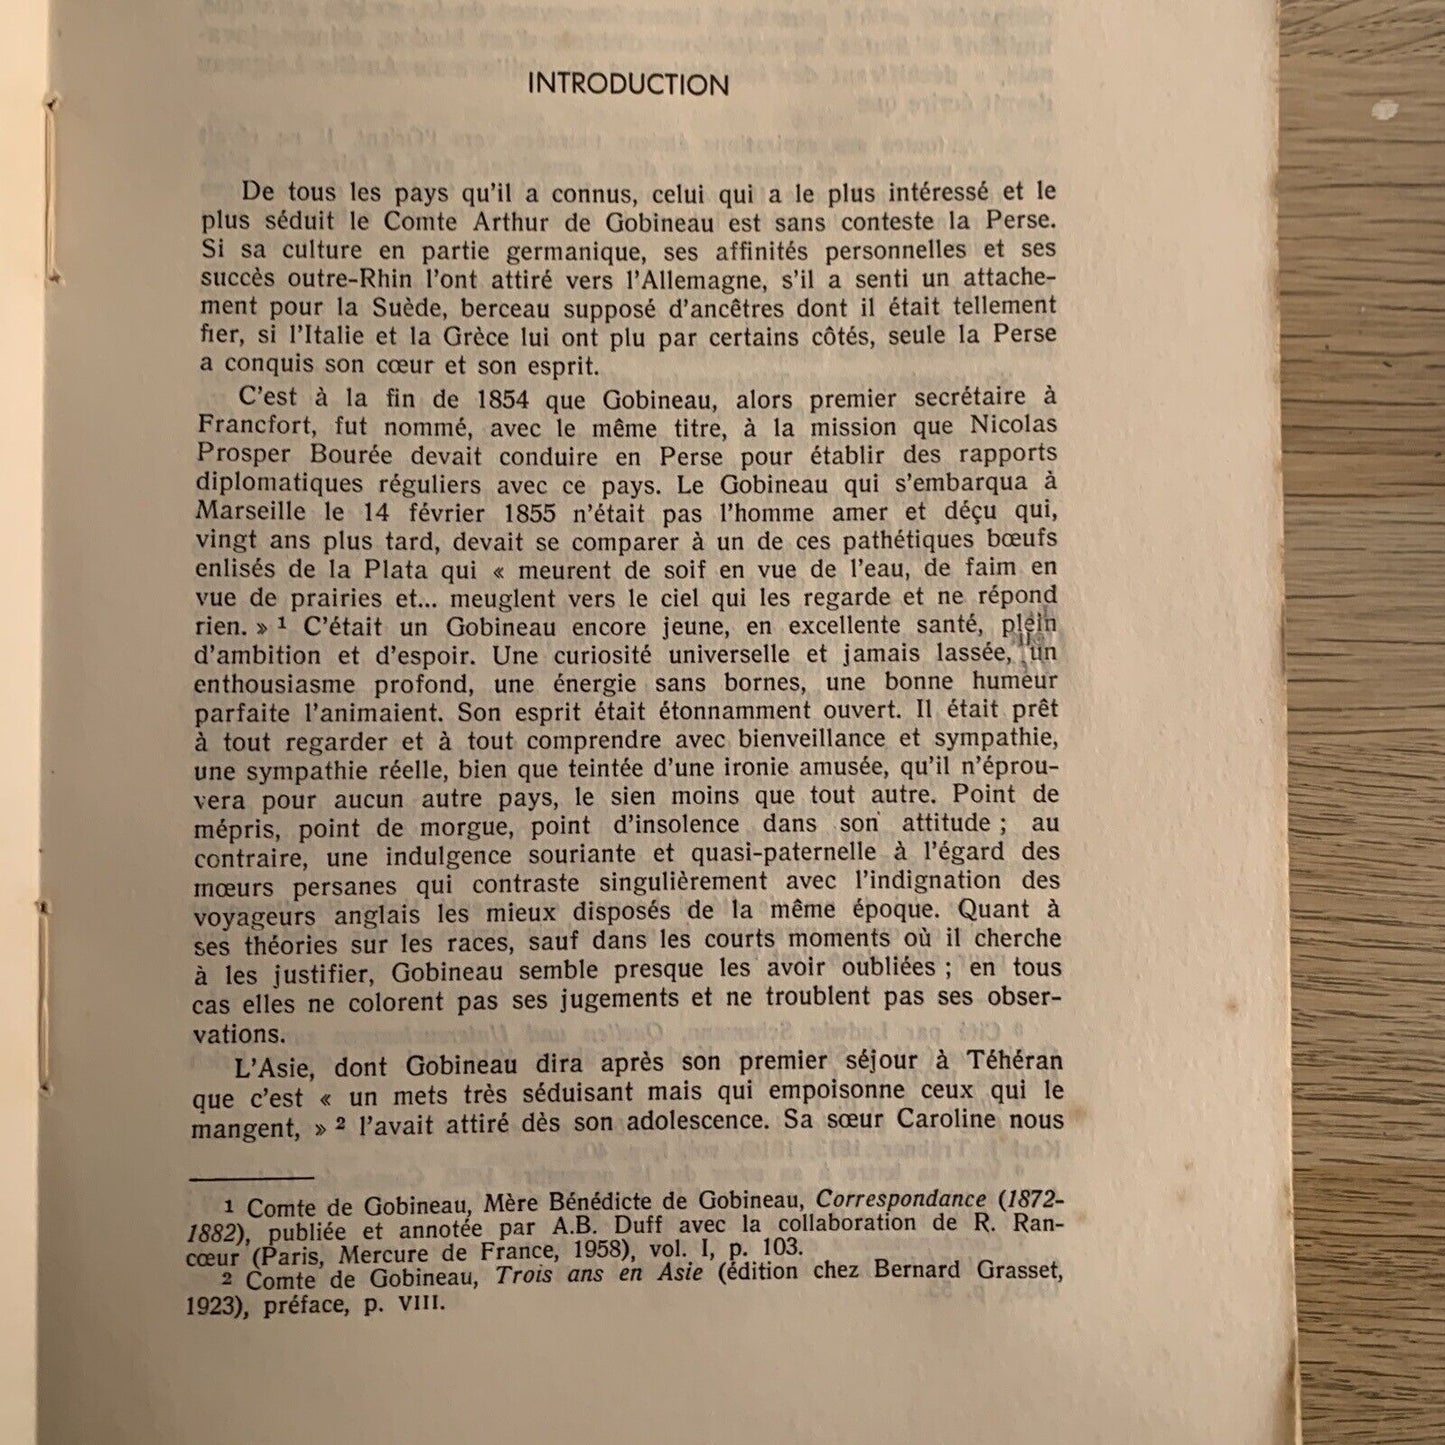 INTRODUCTION
De tous les pays qu'il a connus, celui qui a le plus intéressé et le
plus séduit le Comte Arthur de Gobineau est sans conteste la Perse.
Si sa culture en partie germanique, ses affinités personnelles et ses
succès outre-Rhin l'ont attiré vers l'Allemagne, s'il a senti un attache-
ment pour la Suède, berceau supposé d'ancêtres dont il était tellement
fier, si l'Italie et la Grèce lui ont plu par certains côtés, seule la Perse
a conquis son cœur et son esprit.
C'est à la fin de 1854 que Gobineau, alors premier secrétaire à
Francfort, fut nommé, avec le même titre, à la mission que Nicolas
Prosper Bourée devait conduire en Perse pour établir des rapports
diplomatiques réguliers avec ce pays. Le Gobineau qui s'embarqua à
Marseille le 14 février 1855 n'était pas l'homme amer et déçu qui,
vingt ans plus tard, devait se comparer à un de ces pathétiques bœufs
enlisés de la Plata qui « meurent de soif en vue de l'eau, de faim en
vue de prairies et... meuglent vers le ciel qui les regarde et ne répond
rien. » 1 C'était un Gobineau encore jeune, en excellente santé, plein
d'ambition et d'espoir. Une curiosité universelle et jamais lassée, un
enthousiasme profond, une énergie sans bornes, une bonne humeur
parfaite l'animaient. Son esprit était étonnamment ouvert. Il était prêt
à tout regarder et à tout comprendre avec bienveillance et sympathie,
une sympathie réelle, bien que teintée d'une ironie amusée, qu'il n'éprou-
vera pour aucun autre pays, le sien moins que tout autre. Point de
mépris, point de morgue, point d'insolence dans son attitude ; au
contraire, une indulgence souriante et quasi-paternelle à l'égard des
mœurs persanes qui contraste singulièrement avec l'indignation des
voyageurs anglais les mieux disposés de la même époque. Quant à
ses théories sur les races, sauf dans les courts moments où il cherche
à les justifier, Gobineau semble presque les avoir oubliées ; en tous
cas elles ne colorent pas ses jugements et ne troublent pas ses obser-
vations.
L'Asie, dont Gobineau dira après son premier séjour à Téhéran
que c'est « un mets très séduisant mais qui empoisonne ceux qui le
mangent, » 2 l'avait attiré dès son adolescence. Sa sœur Caroline nous
1 Comte de Gobineau, Mère Bénédicte de Gobineau, Correspondance (1872-
1882), publiée et annotée par A.B. Duff avec la collaboration de R. Ran-
cœur (Paris, Mercure de France, 1958), vol. I, p. 103.
2 Comte de Gobineau, Trois ans en Asie (édition chez Bernard Grasset,
1923), préface, p. VIII.